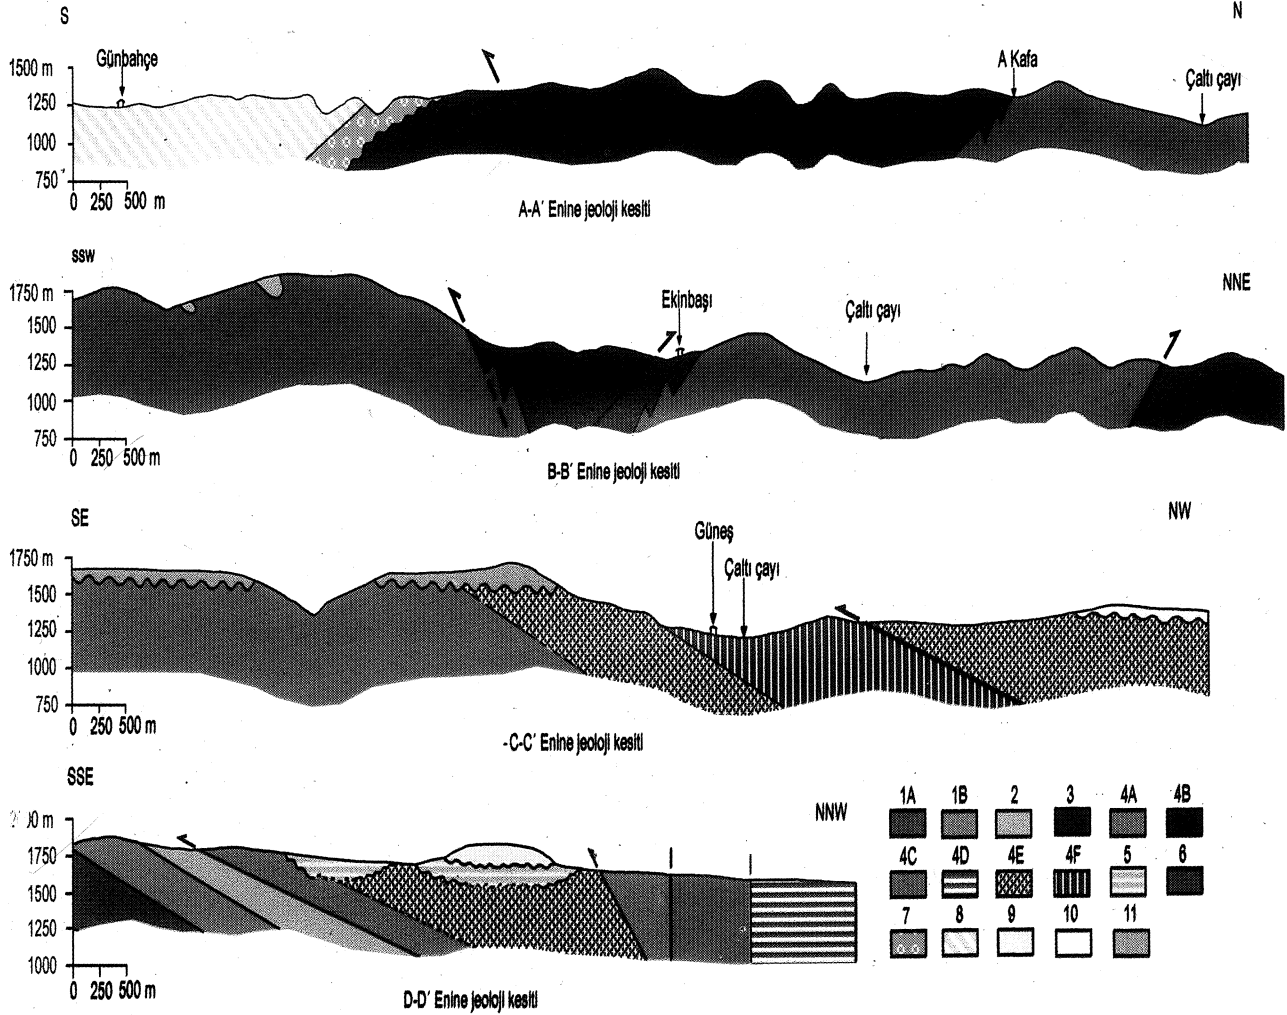 S N
Günbahçe A Kafa Çaltı çayı
1500 m
1250
1000
750
0 250 500 m
A-A´ Enine jeoloji kesiti
ssw NNE
Ekinbaşı Çaltı çayı
1750 m
1500
1250
1000
750
0 250 500 m
B-B´ Enine jeoloji kesiti
SE NW
Güneş
Çaltı çayı
1750 m
1500
1250
1000
750
0 250 500 m
-C-C´ Enine jeoloji kesiti
SSE NNW
1750
1500
1250
1000
0 250 500 m
D-D´ Enine jeoloji kesiti
1A 1B 2 3 4A 4B
4C 4D 4E 4F 5 6
7 8 9 10 11